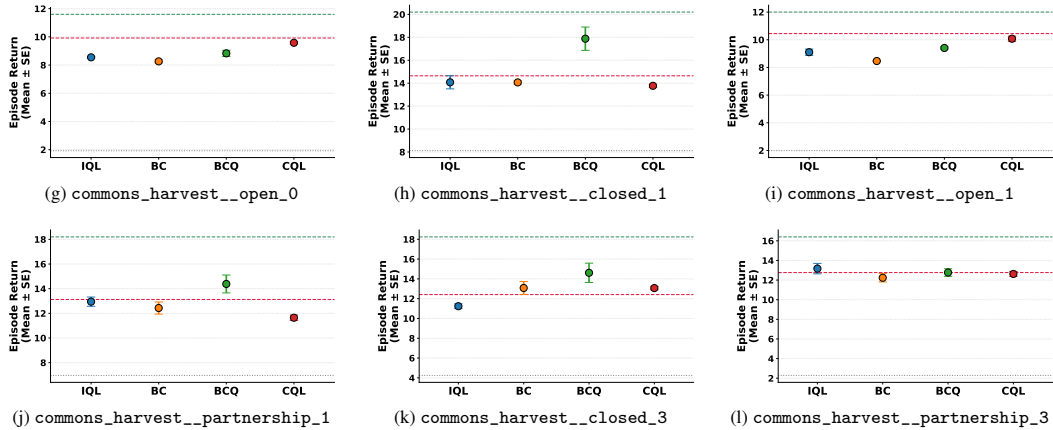 Episode Return
(Mean ± SE)
12
10
8
6
4
2
IQL BC BCQ CQL
(g) commons_harvest__open_0
Episode Return
(Mean ± SE)
20
18
16
14
12
10
8
IQL BC BCQ CQL
(h) commons_harvest__closed_1
Episode Return
(Mean ± SE)
12
10
8
6
4
2
IQL BC BCQ CQL
(i) commons_harvest__open_1
Episode Return
(Mean ± SE)
18
16
14
12
10
8
IQL BC BCQ CQL
(j) commons_harvest__partnership_1
Episode Return
(Mean ± SE)
18
16
14
12
10
8
6
4
IQL BC BCQ CQL
(k) commons_harvest__closed_3
Episode Return
(Mean ± SE)
16
14
12
10
8
6
4
2
IQL BC BCQ CQL
(l) commons_harvest__partnership_3